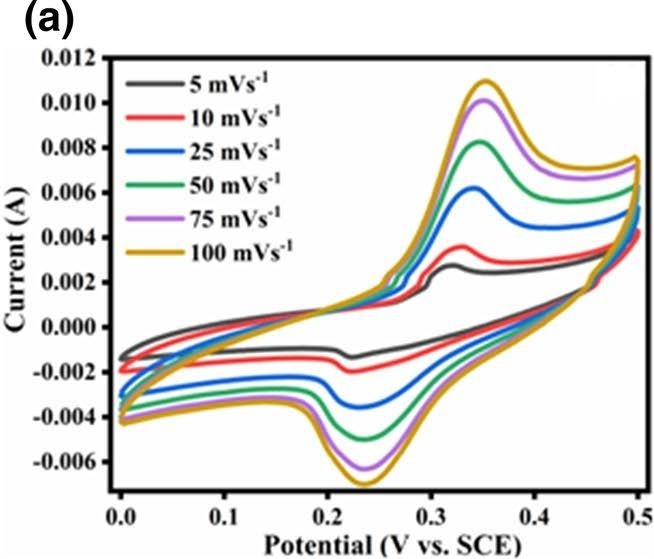 (a)
0.012
0.010
0.008
0.006
0.004
0.002
0.000
-0.002
-0.004
-0.006
Current (A)
5 mVs⁻¹
10 mVs⁻¹
25 mVs⁻¹
50 mVs⁻¹
75 mVs⁻¹
100 mVs⁻¹
0.0 0.1 0.2 0.3 0.4 0.5
Potential (V vs. SCE)